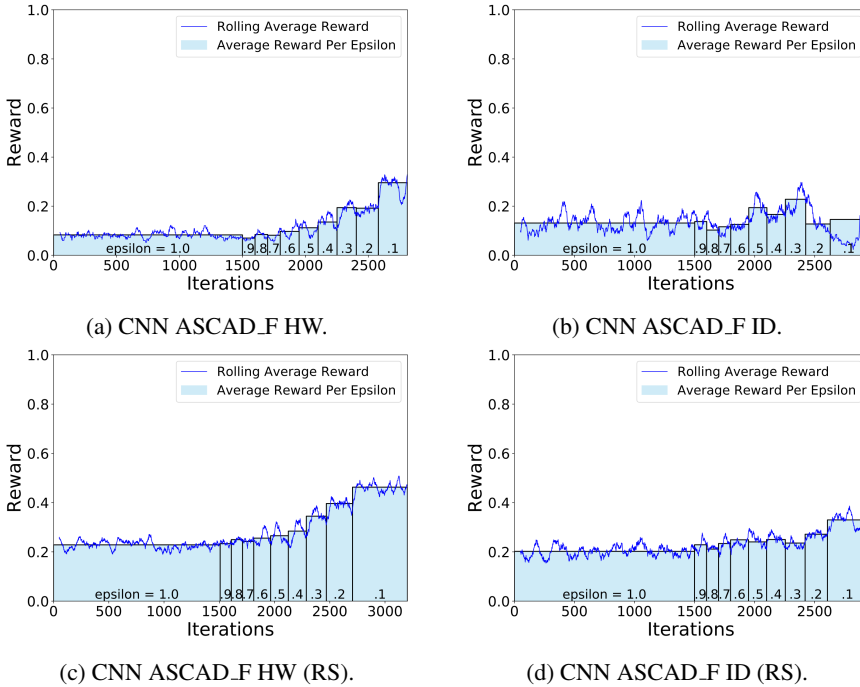 1.0
0.8
0.6
0.4
0.2
0.0
Reward
Rolling Average Reward
Average Reward Per Epsilon
epsilon = 1.0 .9 .8 .7 .6 .5 .4 .3 .2 .1
0 500 1000 1500 2000 2500
Iterations
(a) CNN ASCAD_F HW.
1.0
0.8
0.6
0.4
0.2
0.0
Reward
Rolling Average Reward
Average Reward Per Epsilon
epsilon = 1.0 .9 .8 .7 .6 .5 .4 .3 .2 .1
0 500 1000 1500 2000 2500
Iterations
(b) CNN ASCAD_F ID.
1.0
0.8
0.6
0.4
0.2
0.0
Reward
Rolling Average Reward
Average Reward Per Epsilon
epsilon = 1.0 .9 .8 .7 .6 .5 .4 .3 .2 .1
0 500 1000 1500 2000 2500 3000
Iterations
(c) CNN ASCAD_F HW (RS).
1.0
0.8
0.6
0.4
0.2
0.0
Reward
Rolling Average Reward
Average Reward Per Epsilon
epsilon = 1.0 .9 .8 .7 .6 .5 .4 .3 .2 .1
0 500 1000 1500 2000 2500
Iterations
(d) CNN ASCAD_F ID (RS).